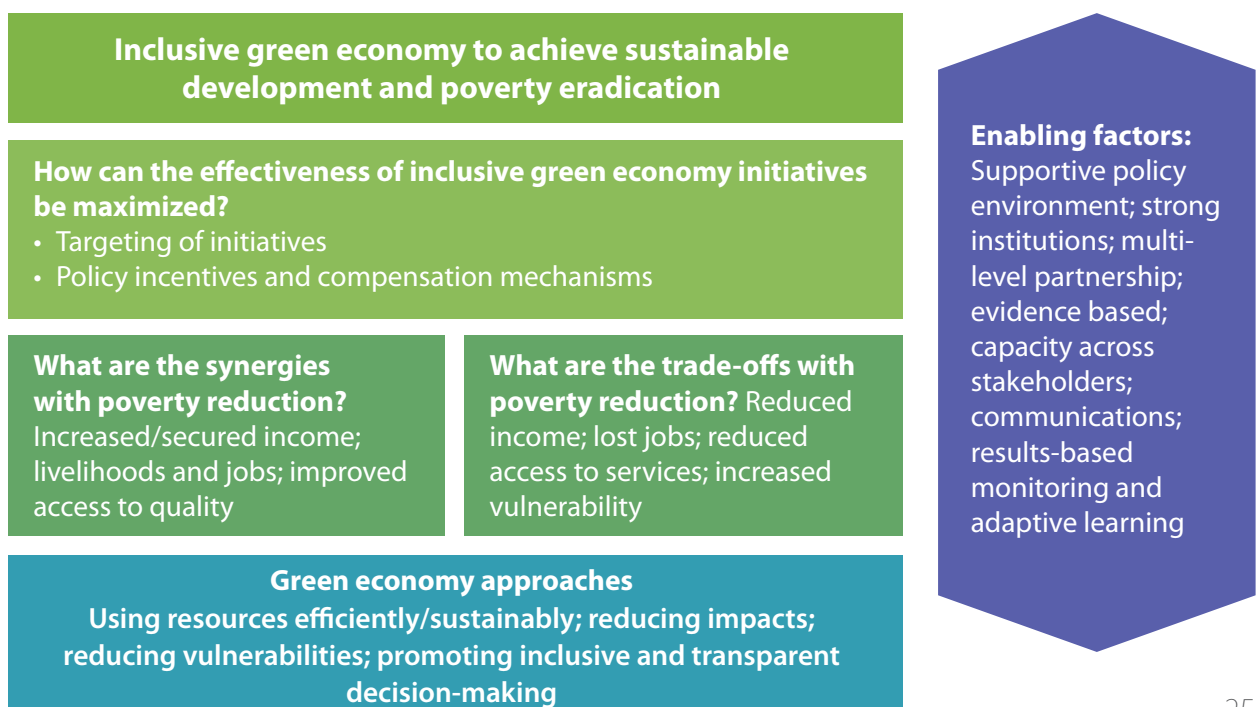 Inclusive green economy to achieve sustainable
development and poverty eradication
How can the effectiveness of inclusive green economy initiatives
be maximized?
• Targeting of initiatives
• Policy incentives and compensation mechanisms
What are the synergies
with poverty reduction?
Increased/secured income;
livelihoods and jobs; improved
access to quality
What are the trade-offs with
poverty reduction? Reduced
income; lost jobs; reduced
access to services; increased
vulnerability
Green economy approaches
Using resources efficiently/sustainably; reducing impacts;
reducing vulnerabilities; promoting inclusive and transparent
decision-making
Enabling factors:
Supportive policy
environment; strong
institutions; multi-
level partnership;
evidence based;
capacity across
stakeholders;
communications;
results-based
monitoring and
adaptive learning